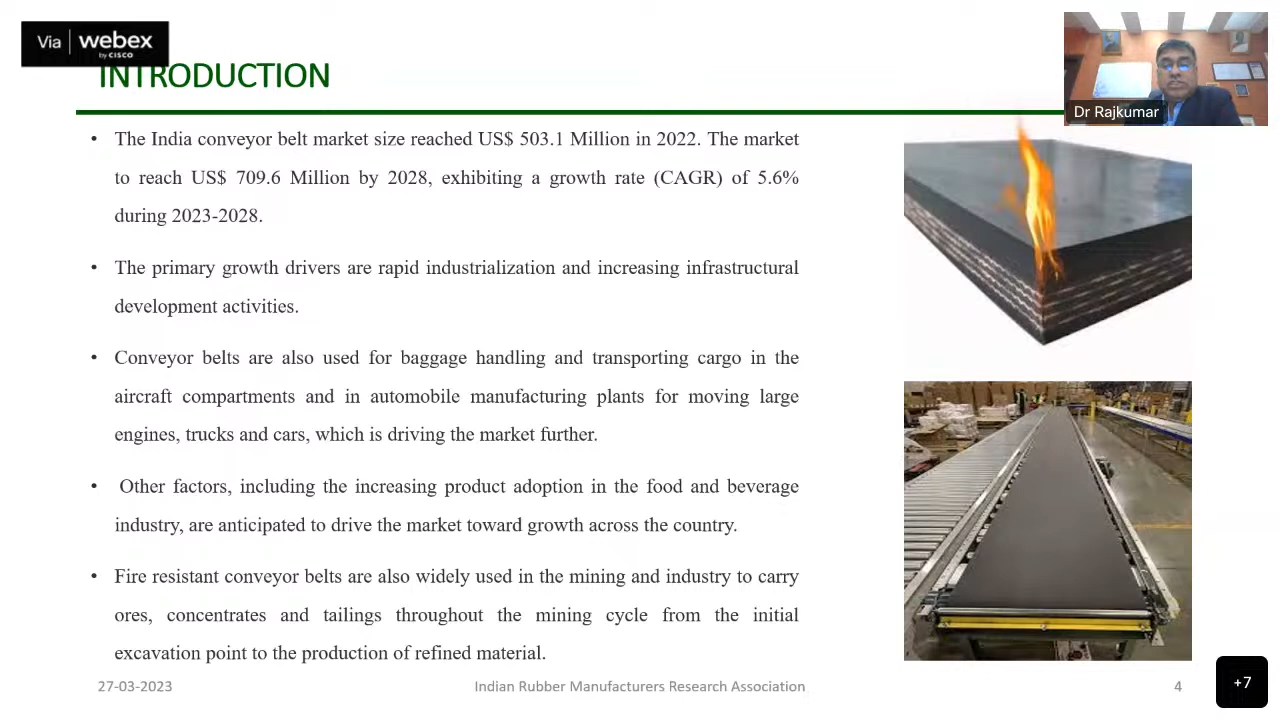 Via webex
by CISCO
INTRODUCTION
Dr Rajkumar
• The India conveyor belt market size reached US$ 503.1 Million in 2022. The market
to reach US$ 709.6 Million by 2028, exhibiting a growth rate (CAGR) of 5.6%
during 2023-2028.
• The primary growth drivers are rapid industrialization and increasing infrastructural
development activities.
• Conveyor belts are also used for baggage handling and transporting cargo in the
aircraft compartments and in automobile manufacturing plants for moving large
engines, trucks and cars, which is driving the market further.
• Other factors, including the increasing product adoption in the food and beverage
industry, are anticipated to drive the market toward growth across the country.
• Fire resistant conveyor belts are also widely used in the mining and industry to carry
ores, concentrates and tailings throughout the mining cycle from the initial
excavation point to the production of refined material.
27-03-2023
Indian Rubber Manufacturers Research Association
4
+7